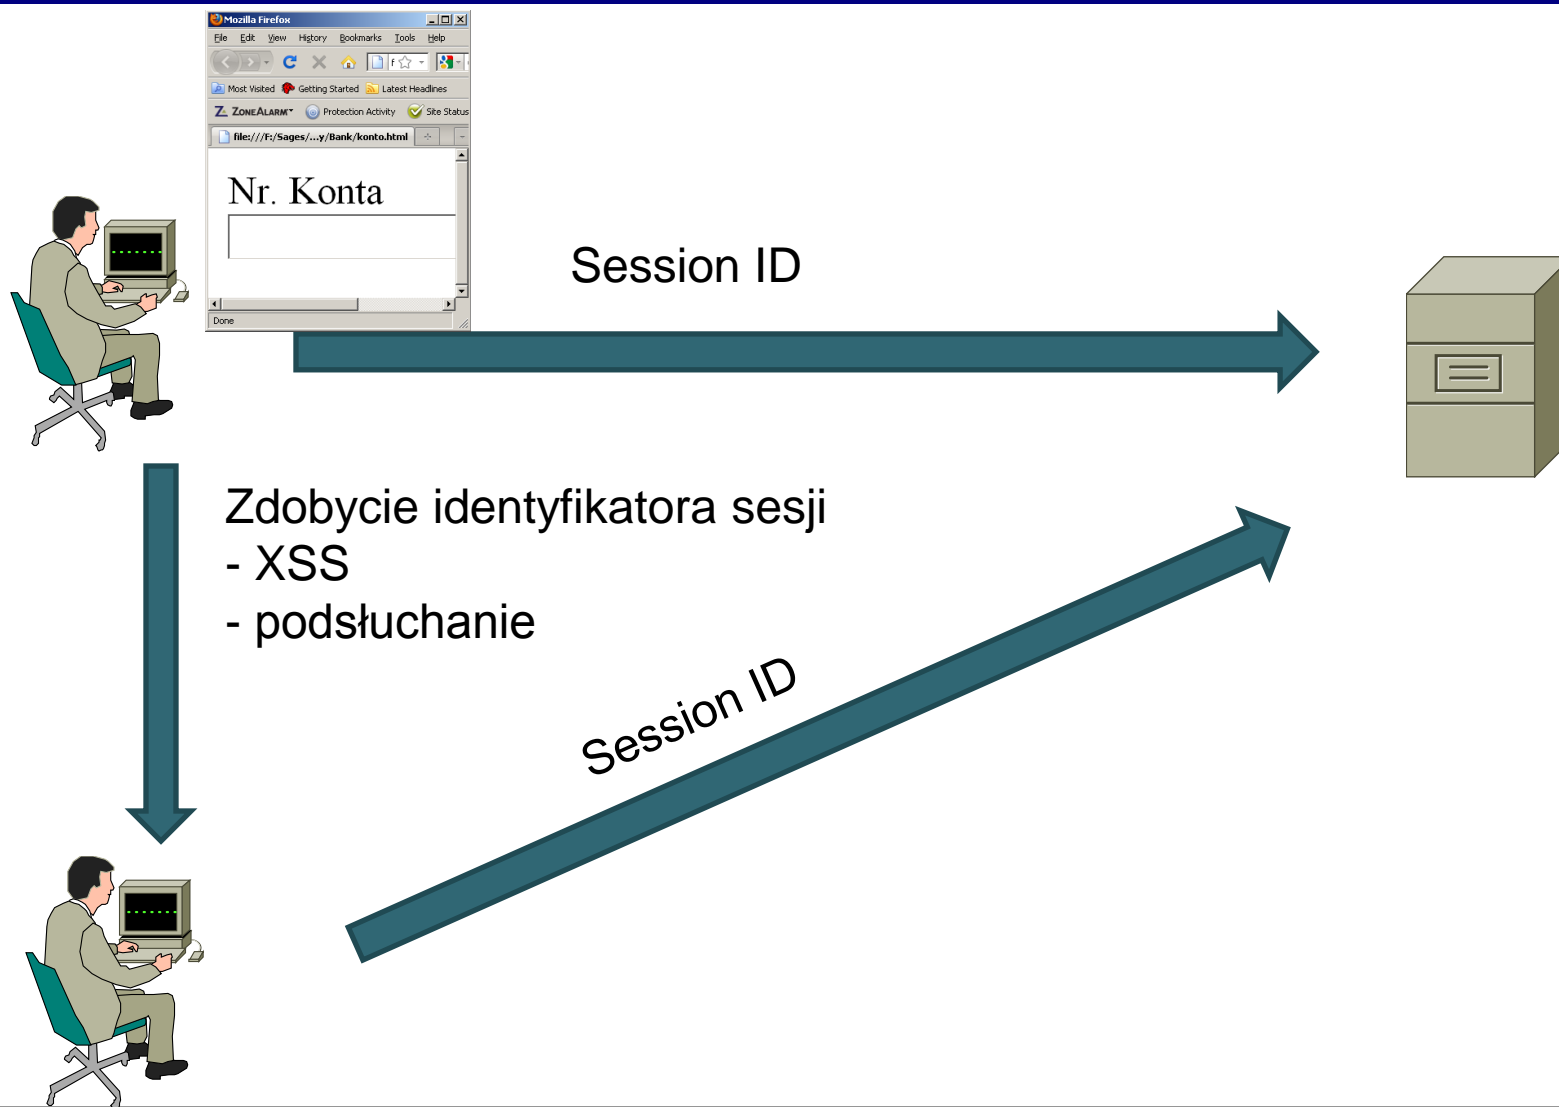 Mozilla Firefox
File Edit View History Bookmarks Tools Help
f
Most Visited Getting Started Latest Headlines
ZONEALARM Protection Activity Site Status
file:///F:/Sages/...y/Bank/konto.html
Nr. Konta
Done
Session ID
Zdobycie identyfikatora sesji
- XSS
- podsłuchanie
Session ID